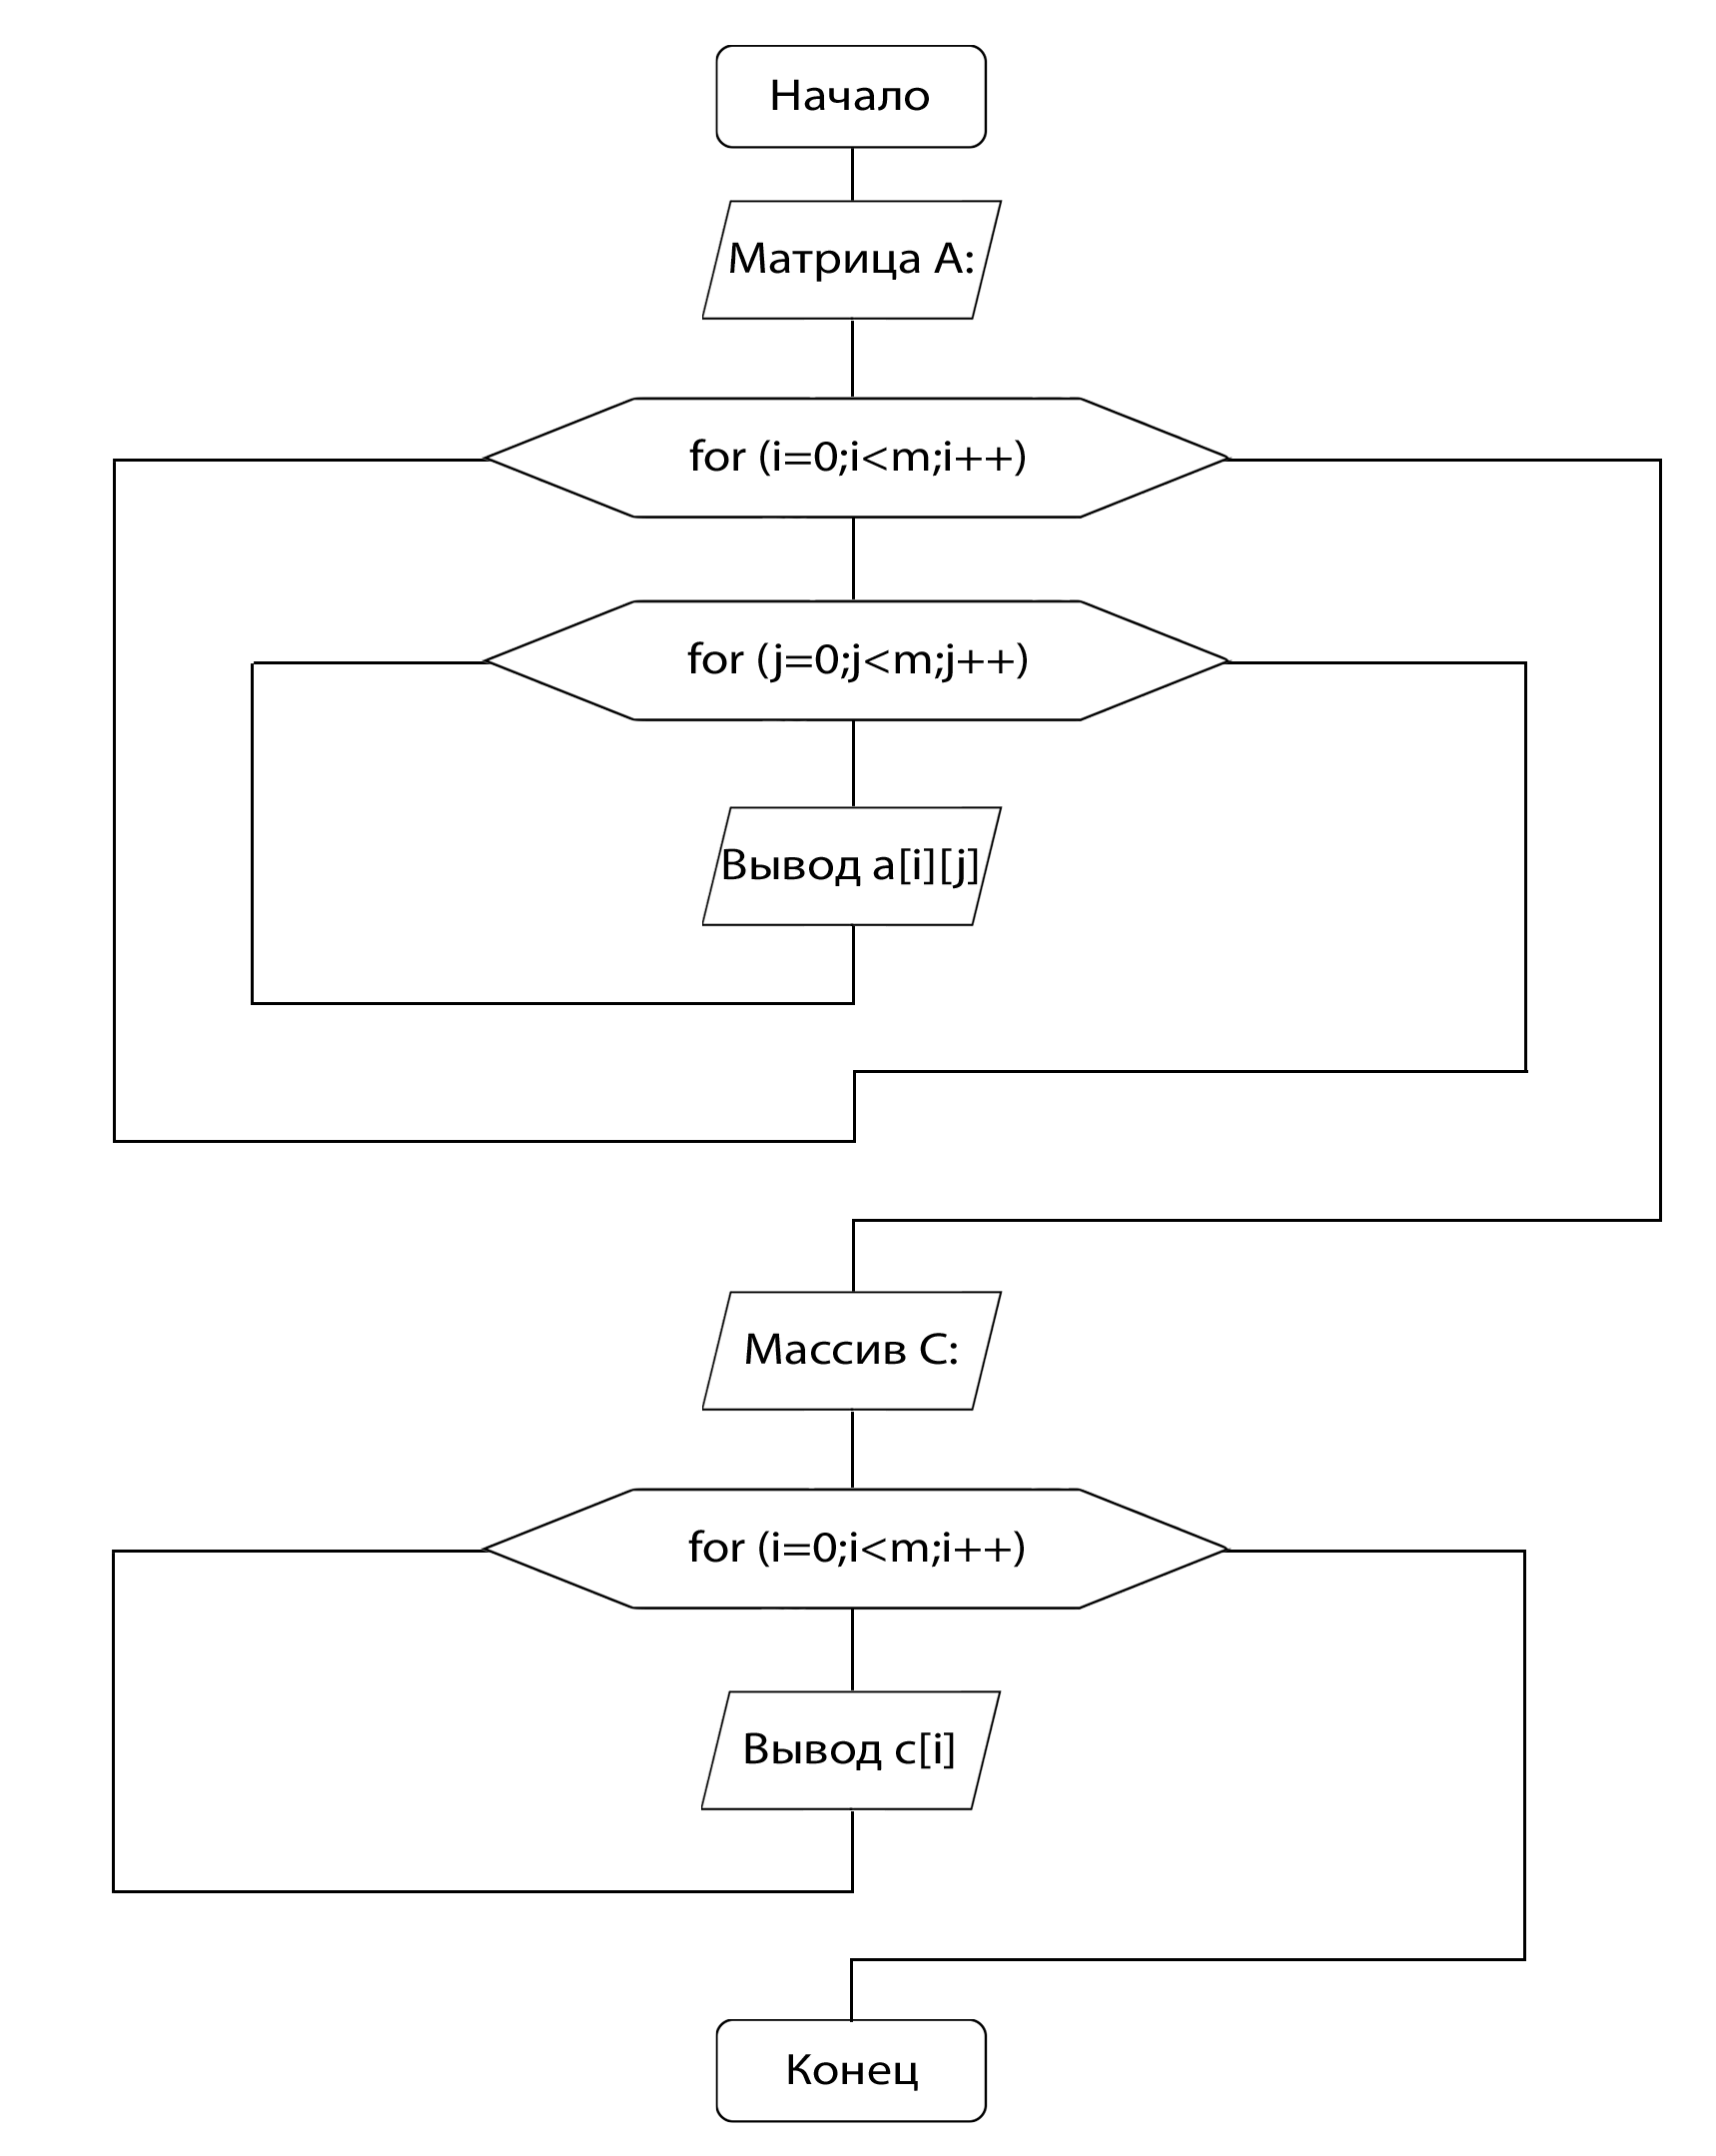 Начало
Матрица А:
for (i=0;i<m;i++)
for (j=0;j<m;j++)
Вывод a[i][j]
Массив С:
for (i=0;i<m;i++)
Вывод c[i]
Конец